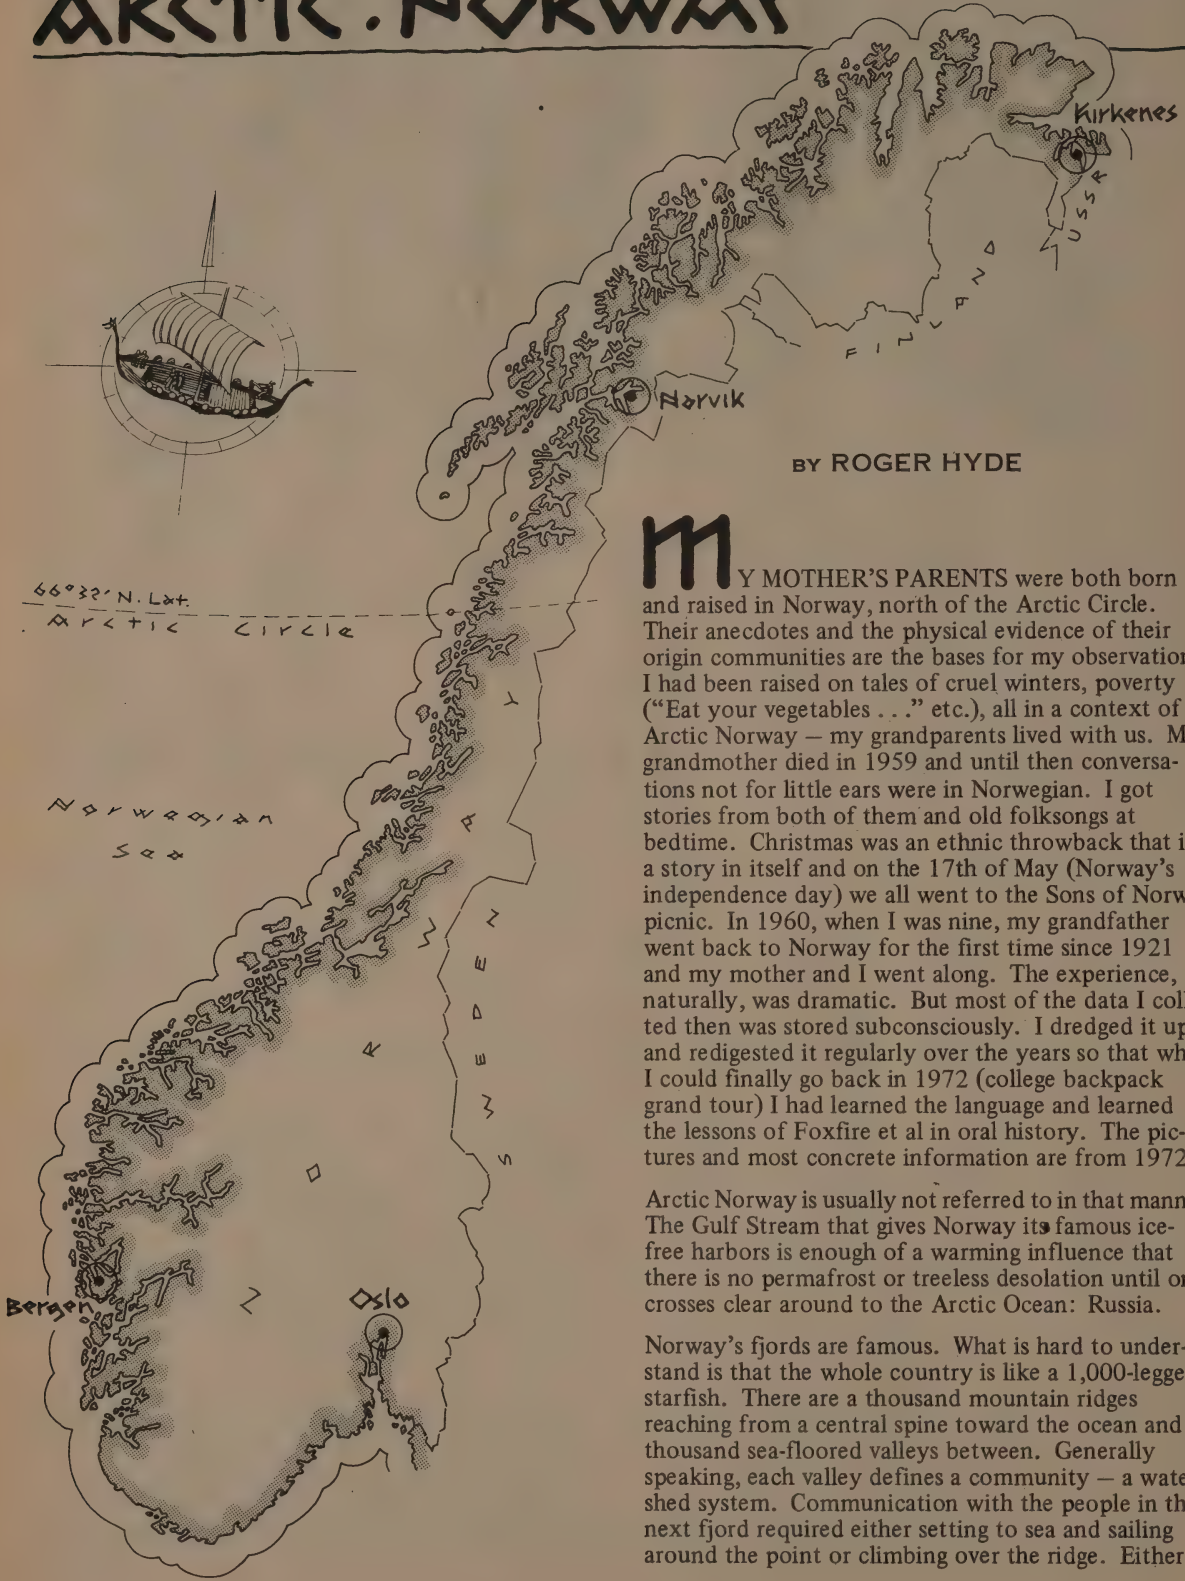 ARCTIC · NORWAY
Kirkenes
USSR
FINLAND
Narvik
BY ROGER HYDE
66°32' N. Lat.
Arctic Circle
Norwegian
Sea
NORWAY
SWEDEN
Bergen
Oslo
MY MOTHER'S PARENTS were both born
and raised in Norway, north of the Arctic Circle.
Their anecdotes and the physical evidence of their
origin communities are the bases for my observation
I had been raised on tales of cruel winters, poverty
(“Eat your vegetables . . .” etc.), all in a context of
Arctic Norway — my grandparents lived with us. M
grandmother died in 1959 and until then conversa-
tions not for little ears were in Norwegian. I got
stories from both of them and old folksongs at
bedtime. Christmas was an ethnic throwback that i
a story in itself and on the 17th of May (Norway's
independence day) we all went to the Sons of Norw
picnic. In 1960, when I was nine, my grandfather
went back to Norway for the first time since 1921
and my mother and I went along. The experience,
naturally, was dramatic. But most of the data I coll
ted then was stored subconsciously. I dredged it up
and redigested it regularly over the years so that wh
I could finally go back in 1972 (college backpack
grand tour) I had learned the language and learned
the lessons of Foxfire et al in oral history. The pic-
tures and most concrete information are from 1972
Arctic Norway is usually not referred to in that mann
The Gulf Stream that gives Norway its famous ice-
free harbors is enough of a warming influence that
there is no permafrost or treeless desolation until on
crosses clear around to the Arctic Ocean: Russia.
Norway's fjords are famous. What is hard to under-
stand is that the whole country is like a 1,000-legge
starfish. There are a thousand mountain ridges
reaching from a central spine toward the ocean and
thousand sea-floored valleys between. Generally
speaking, each valley defines a community — a wate
shed system. Communication with the people in th
next fjord required either setting to sea and sailing
around the point or climbing over the ridge. Either